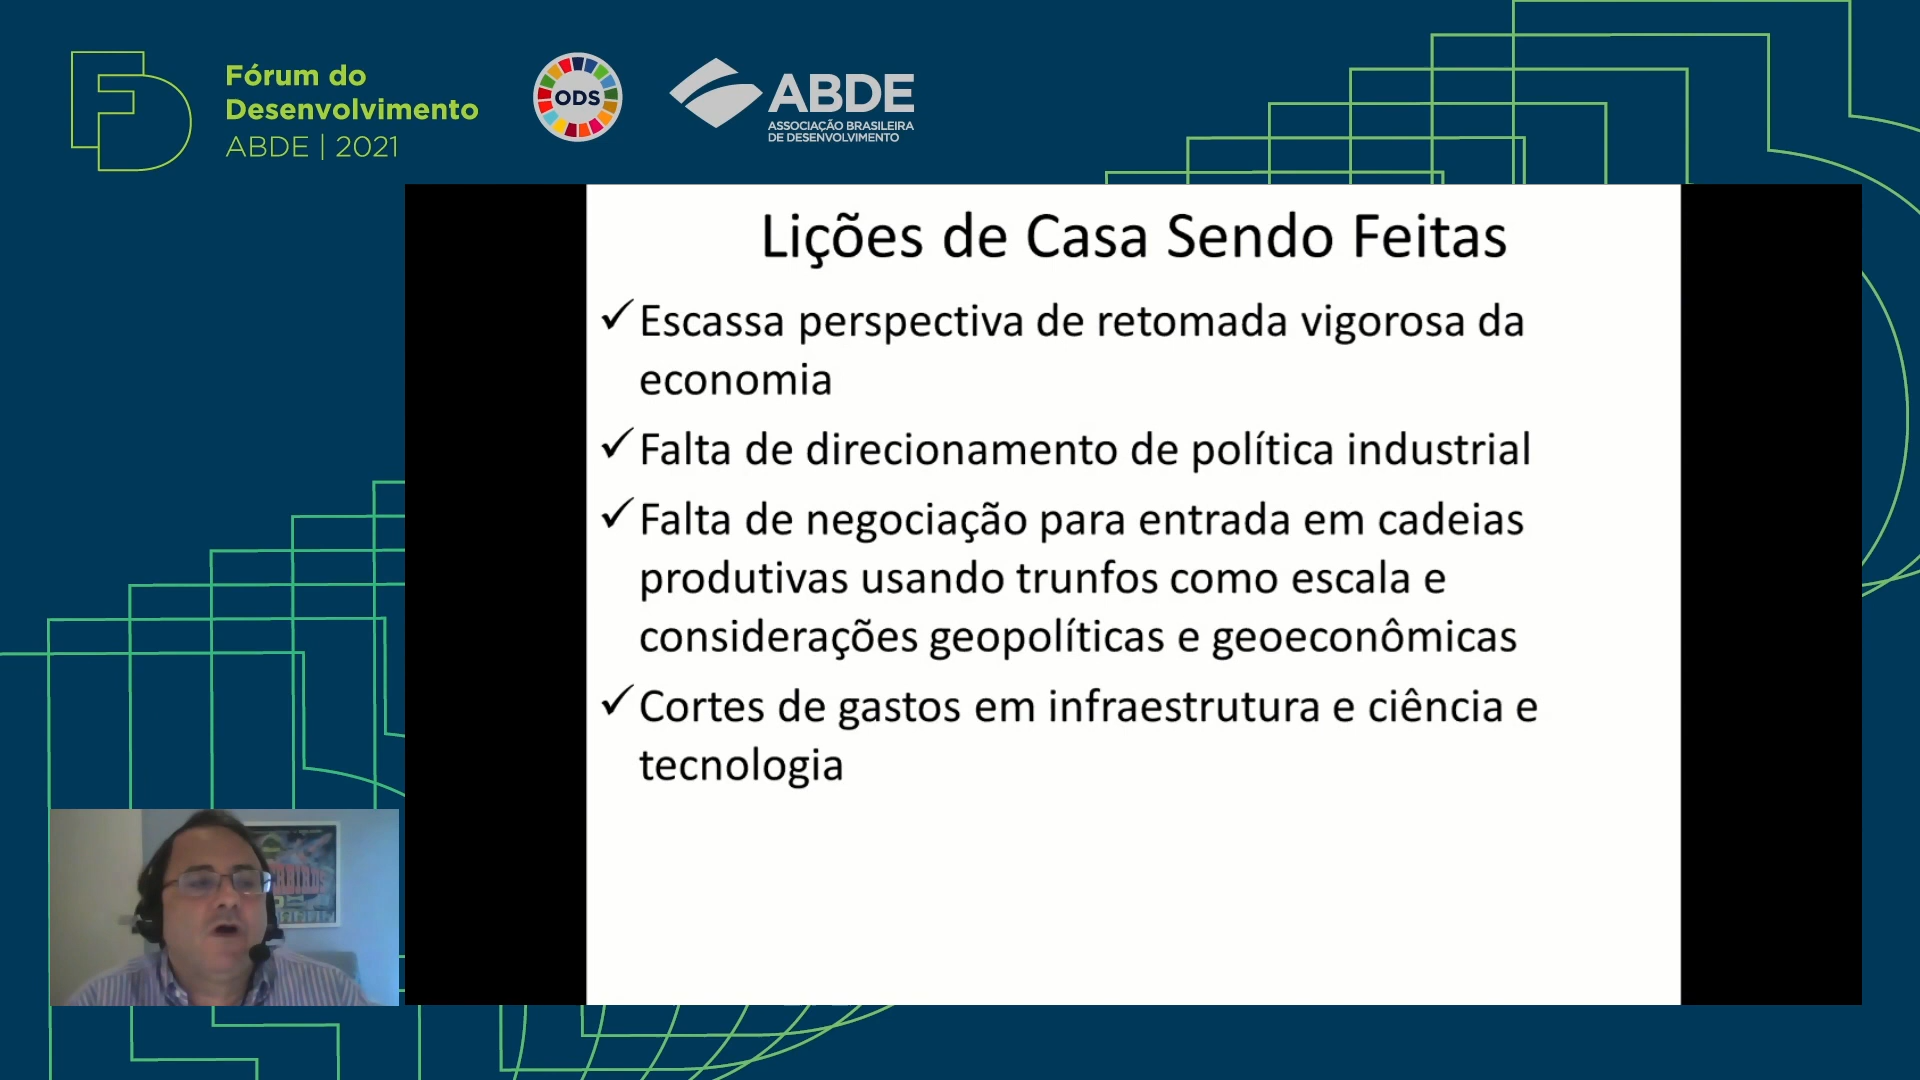 Fórum do
Desenvolvimento
ABDE | 2021
ODS
ABDE
ASSOCIAÇÃO BRASILEIRA
DE DESENVOLVIMENTO
Lições de Casa Sendo Feitas
✓Escassa perspectiva de retomada vigorosa da
economia
✓Falta de direcionamento de política industrial
✓Falta de negociação para entrada em cadeias
produtivas usando trunfos como escala e
considerações geopolíticas e geoeconômicas
✓Cortes de gastos em infraestrutura e ciência e
tecnologia